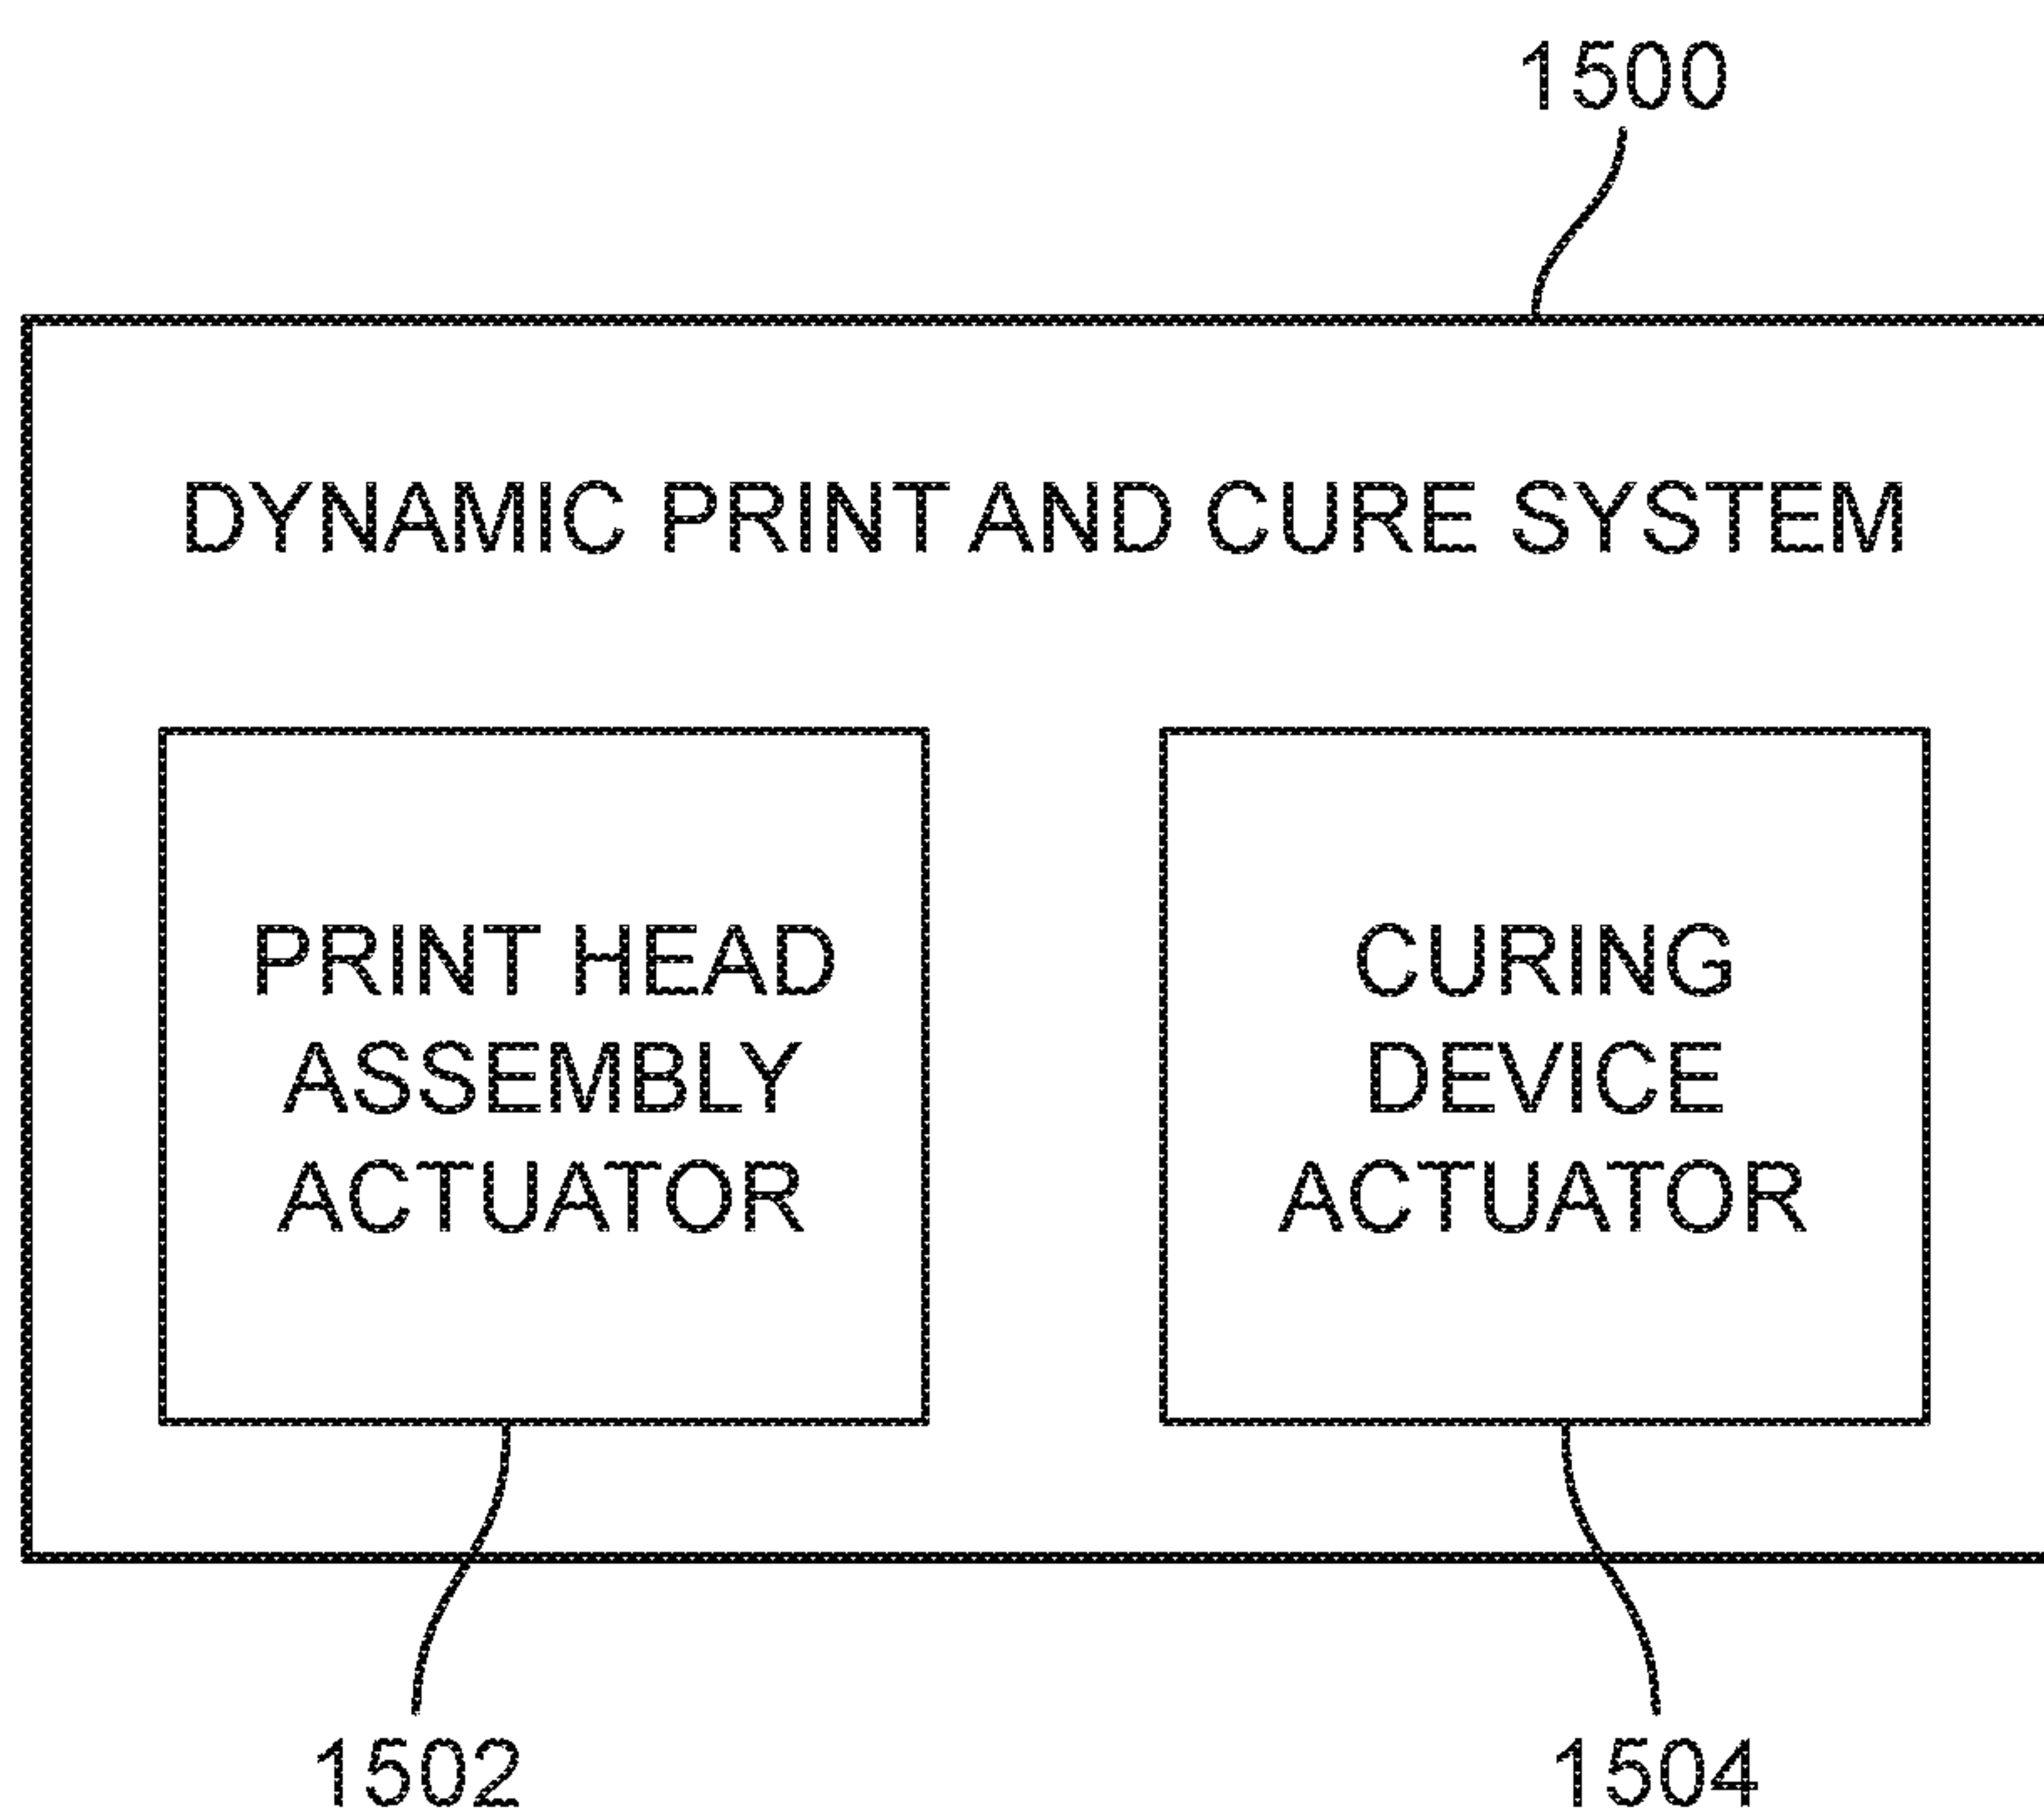 1500
DYNAMIC PRINT AND CURE SYSTEM
PRINT HEAD
ASSEMBLY
ACTUATOR
CURING
DEVICE
ACTUATOR
1502
1504